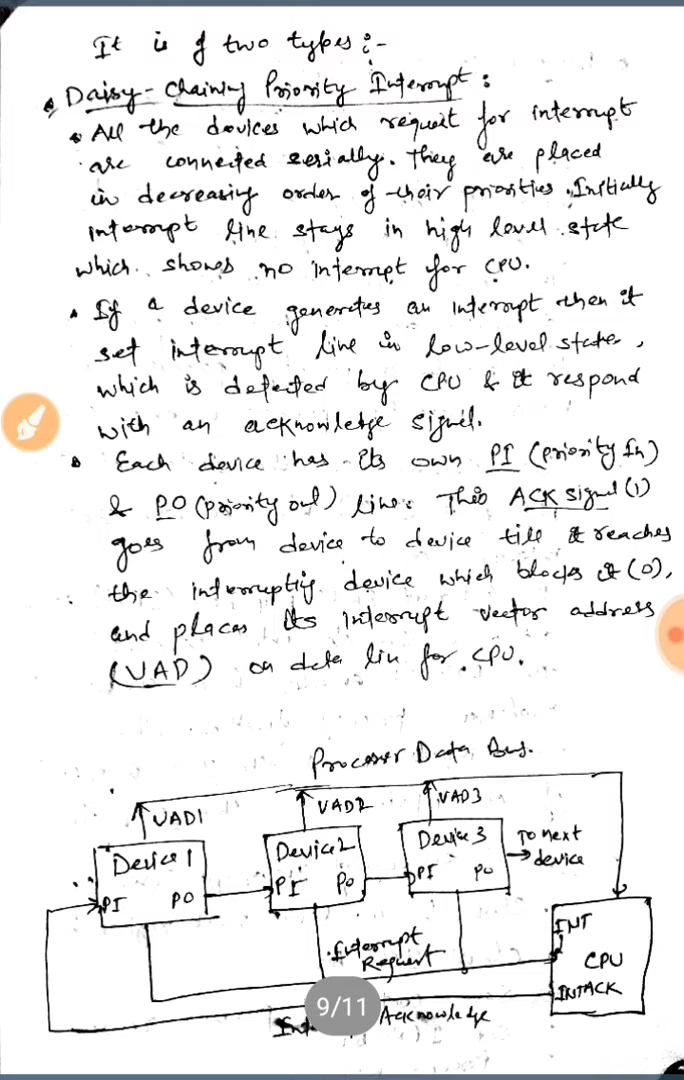 It is of two types :-
Daisy-Chaining Priority Interrupt :
All the devices which request for interrupt
are connected serially. They are placed
in decreasing order of their priorities. Initially
interrupt line stays in high level state
which shows no interrupt for CPU.
If a device generates an interrupt then it
set interrupt line in low-level state,
which is detected by CPU & it respond
with an acknowledge signal.
Each device has its own PI (priority In)
& PO (priority out) line. This ACK signal (1)
goes from device to device till it reaches
the interrupting device which blocks it (0),
and places its interrupt vector address
(VAD) on data line for CPU.
Processor Data Bus.
VAD1
VAD2
VAD3
Device 1
Device 2
Device 3
To next
device
PI PO
PI PO
PI PO
INT
CPU
INTACK
Interrupt
Request
9/11
Acknowledge